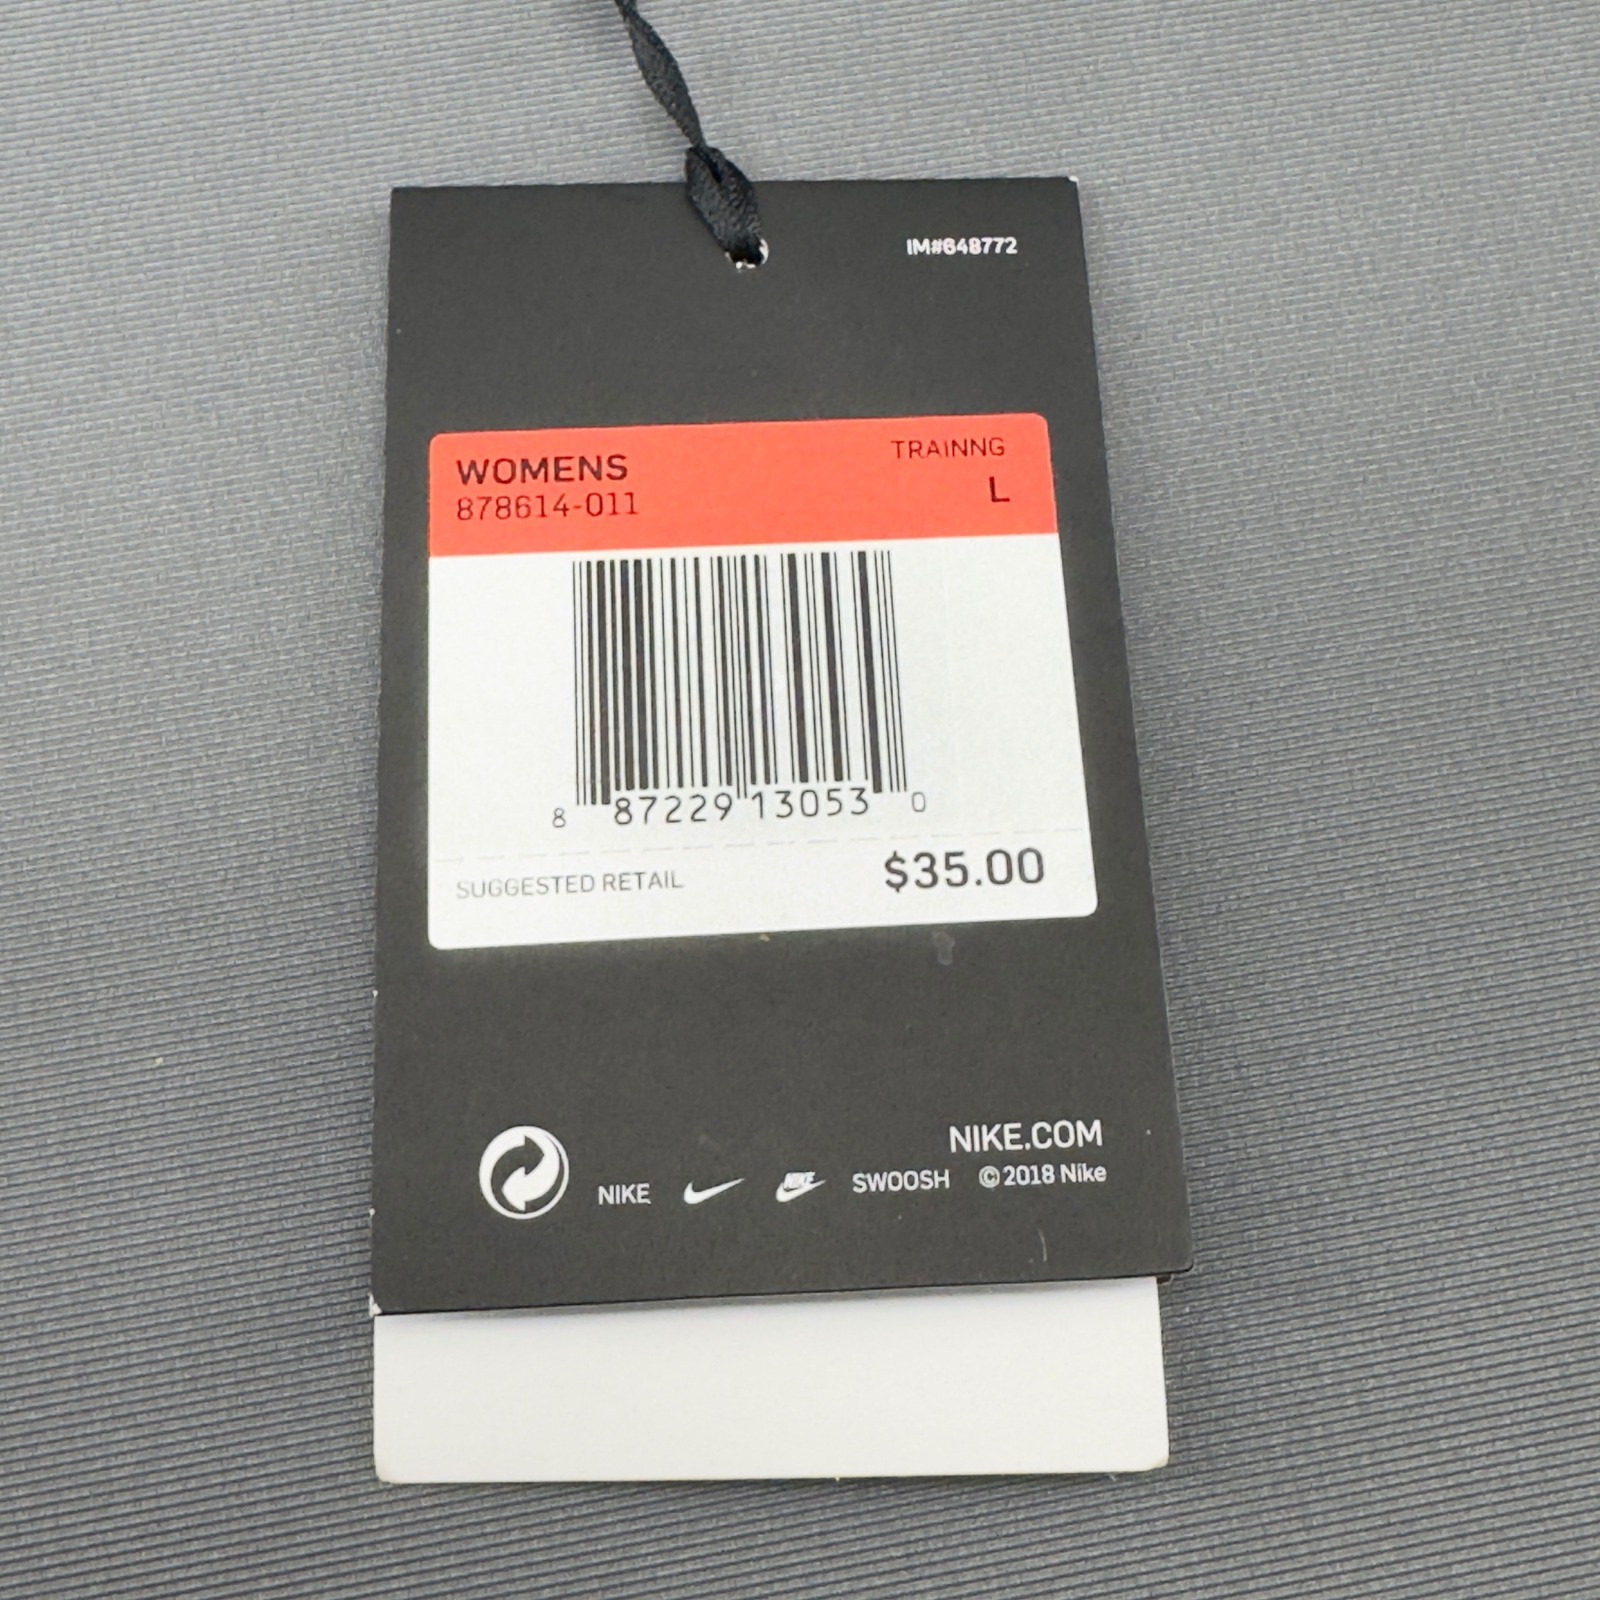 IM#648772
WOMENS
TRAINNG
878614-011
L
8 87229 13053 0
SUGGESTED RETAIL
$35.00
NIKE.COM
NIKE NIKE SWOOSH ©2018 Nike